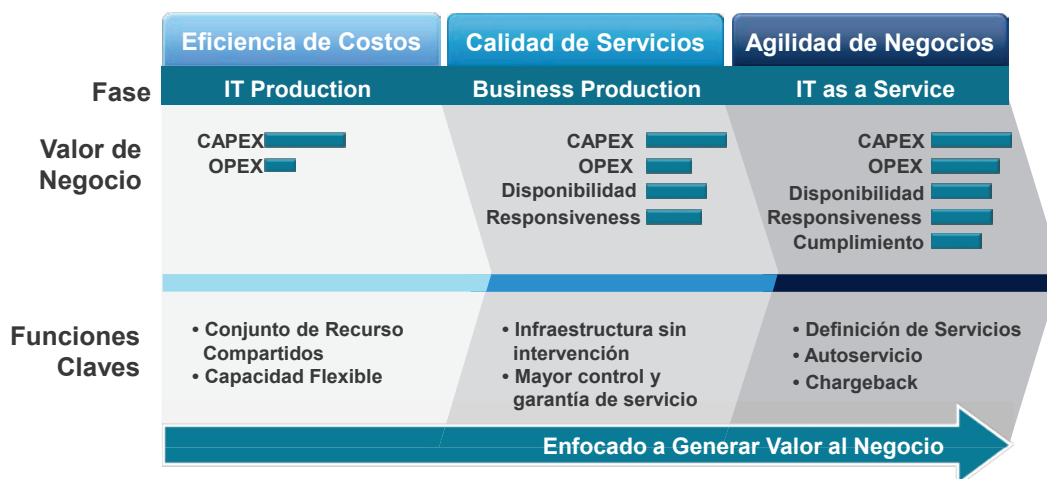 Eficiencia de Costos
Calidad de Servicios
Agilidad de Negocios
Fase
IT Production
Business Production
IT as a Service
Valor de
Negocio
CAPEX
OPEX
CAPEX
OPEX
Disponibilidad
Responsiveness
CAPEX
OPEX
Disponibilidad
Responsiveness
Cumplimiento
Funciones
Claves
• Conjunto de Recurso
Compartidos
• Capacidad Flexible
• Infraestructura sin
intervención
• Mayor control y
garantía de servicio
• Definición de Servicios
• Autoservicio
• Chargeback
Enfocado a Generar Valor al Negocio